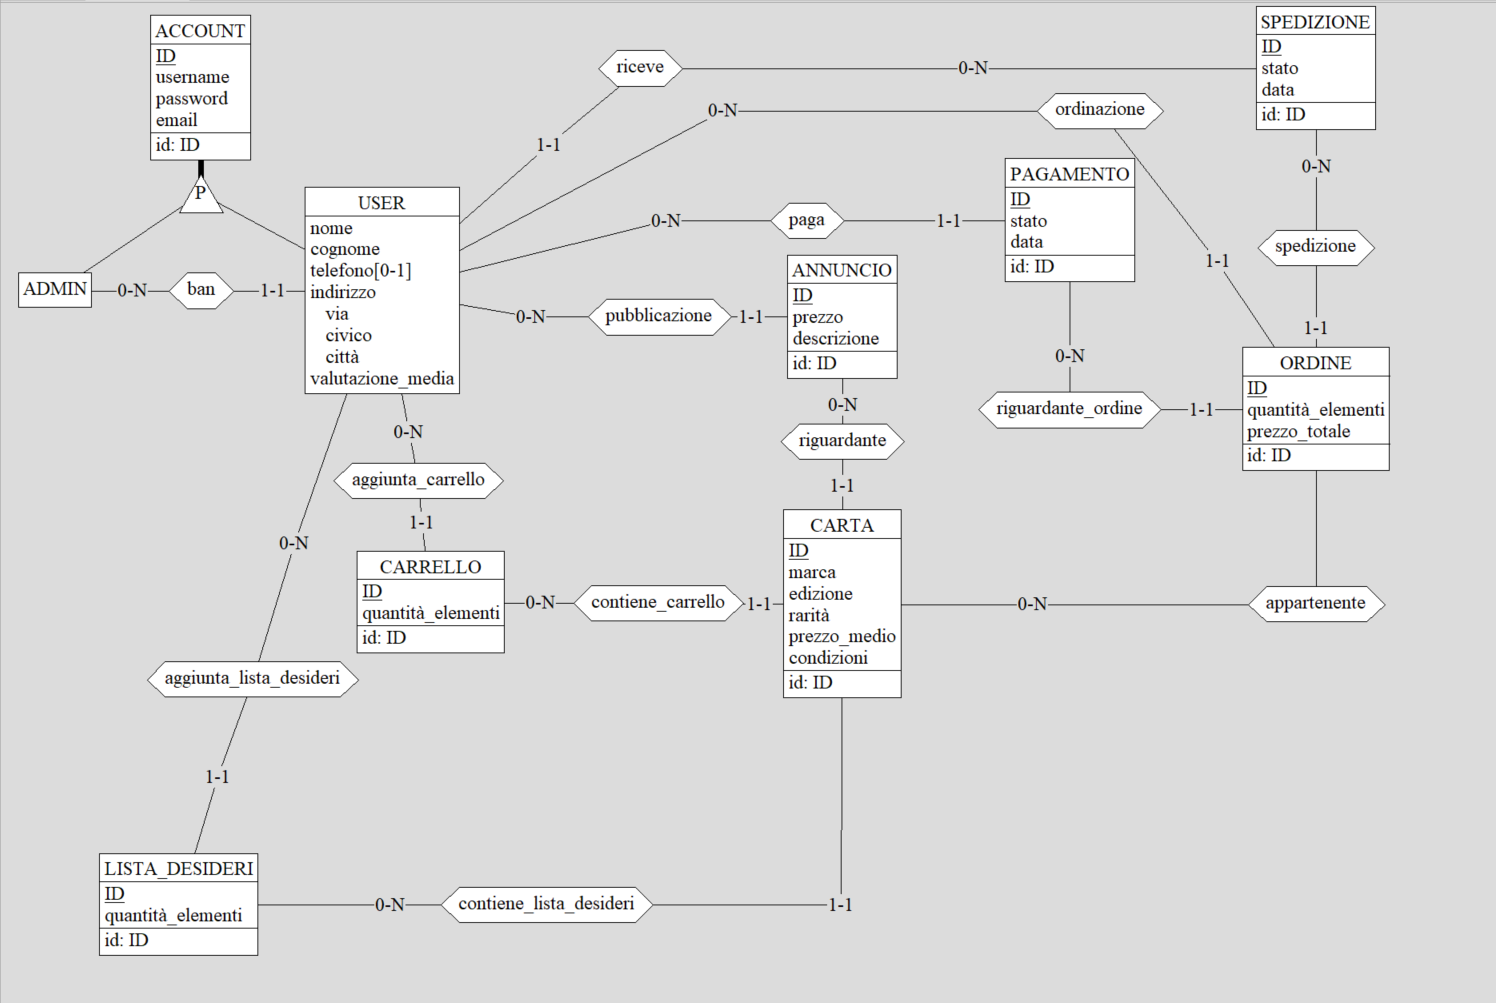 ACCOUNT
ID
username
password
email
id: ID
P
ADMIN
0-N
ban
1-1
USER
nome
cognome
telefono[0-1]
indirizzo
via
civico
città
valutazione_media
riceve
0-N
1-1
SPEDIZIONE
ID
stato
data
id: ID
0-N
ordinazione
1-1
0-N
spedizione
1-1
0-N
paga
1-1
PAGAMENTO
ID
stato
data
id: ID
0-N
riguardante_ordine
1-1
ORDINE
ID
quantità_elementi
prezzo_totale
id: ID
0-N
pubblicazione
1-1
ANNUNCIO
ID
prezzo
descrizione
id: ID
0-N
riguardante
1-1
0-N
aggiunta_carrello
1-1
CARRELLO
ID
quantità_elementi
id: ID
0-N
contiene_carrello
1-1
CARTA
ID
marca
edizione
rarità
prezzo_medio
condizioni
id: ID
0-N
appartenente
0-N
aggiunta_lista_desideri
1-1
LISTA_DESIDERI
ID
quantità_elementi
id: ID
0-N
contiene_lista_desideri
1-1